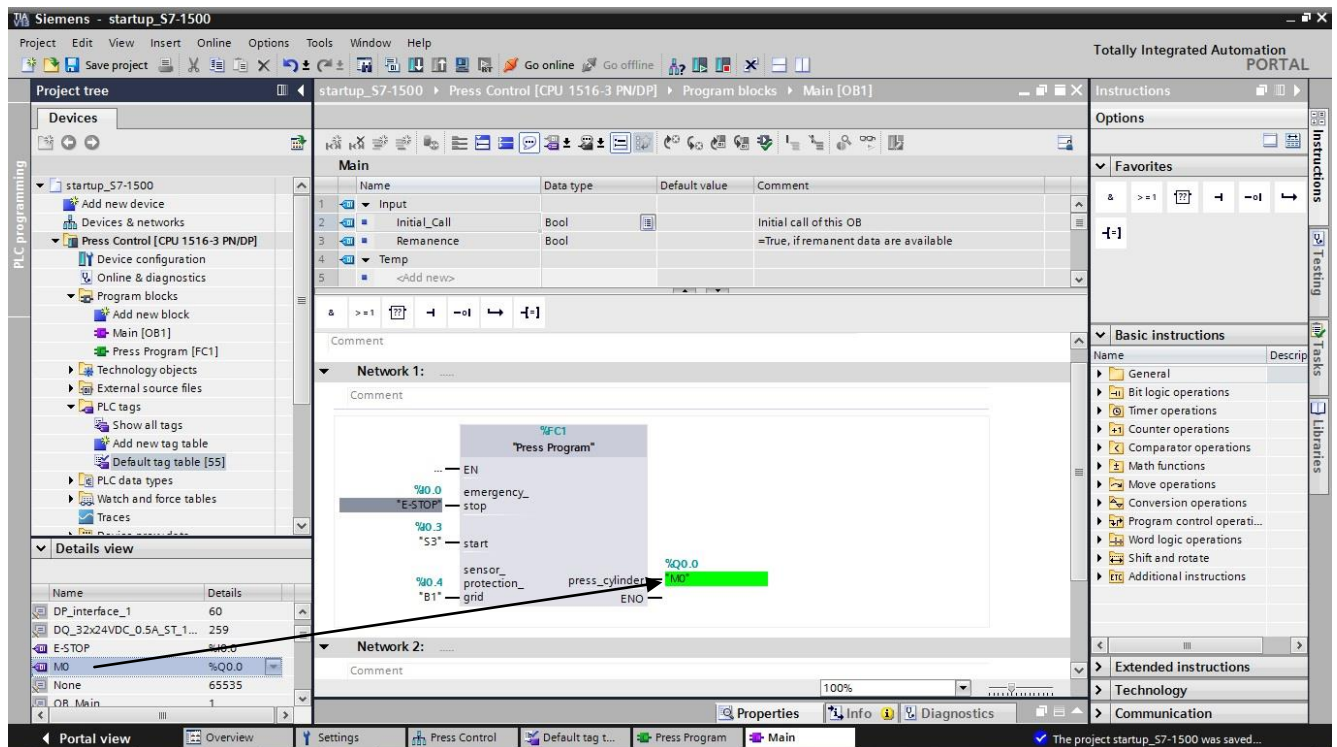 Siemens - startup_S7-1500
Project Edit View Insert Online Options Tools Window Help
Save project Go online Go offline
Totally Integrated Automation
PORTAL
Project tree
Devices
PLC programming
startup_S7-1500
Add new device
Devices & networks
Press Control [CPU 1516-3 PN/DP]
Device configuration
Online & diagnostics
Program blocks
Add new block
Main [OB1]
Press Program [FC1]
Technology objects
External source files
PLC tags
Show all tags
Add new tag table
Default tag table [55]
PLC data types
Watch and force tables
Traces
Details view
Name Details
DP_interface_1 60
DQ_32x24VDC_0.5A_ST_1... 259
E-STOP %I0.0
M0 %Q0.0
None 65535
OB_Main 1
startup_S7-1500 Press Control [CPU 1516-3 PN/DP] Program blocks Main [OB1]
Main
Name Data type Default value Comment
1 Input
2 Initial_Call Bool Initial call of this OB
3 Remanence Bool =True, if remanent data are available
4 Temp
5 <Add new>
& >=1 ??
Comment
Network 1: .....
Comment
%FC1
"Press Program"
... EN
%I0.0
"E-STOP"
emergency_
stop
%I0.3
"S3" start
%I0.4
"B1"
sensor_
protection_
grid
press_cylinder
%Q0.0
"M0"
ENO
Network 2: .....
Comment
100%
Properties Info Diagnostics
Instructions
Options
Favorites
& >=1 ??
Basic instructions
Name Descrip
General
Bit logic operations
Timer operations
Counter operations
Comparator operations
Math functions
Move operations
Conversion operations
Program control operati...
Word logic operations
Shift and rotate
Additional instructions
Extended instructions
Technology
Communication
Instructions
Testing
Tasks
Libraries
Portal view Overview Settings Press Control Default tag t... Press Program Main
The project startup_S7-1500 was saved...